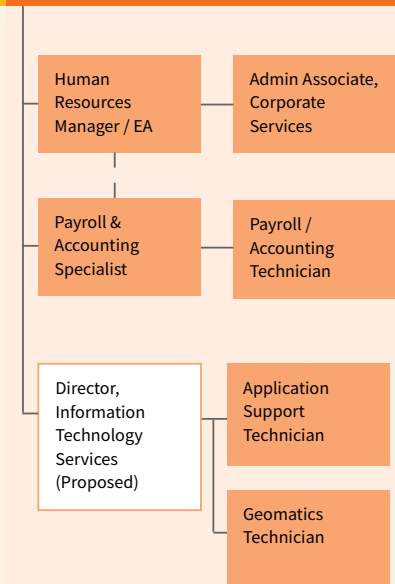 Human
Resources
Manager / EA
Admin Associate,
Corporate
Services
Payroll &
Accounting
Specialist
Payroll /
Accounting
Technician
Director,
Information
Technology
Services
(Proposed)
Application
Support
Technician
Geomatics
Technician